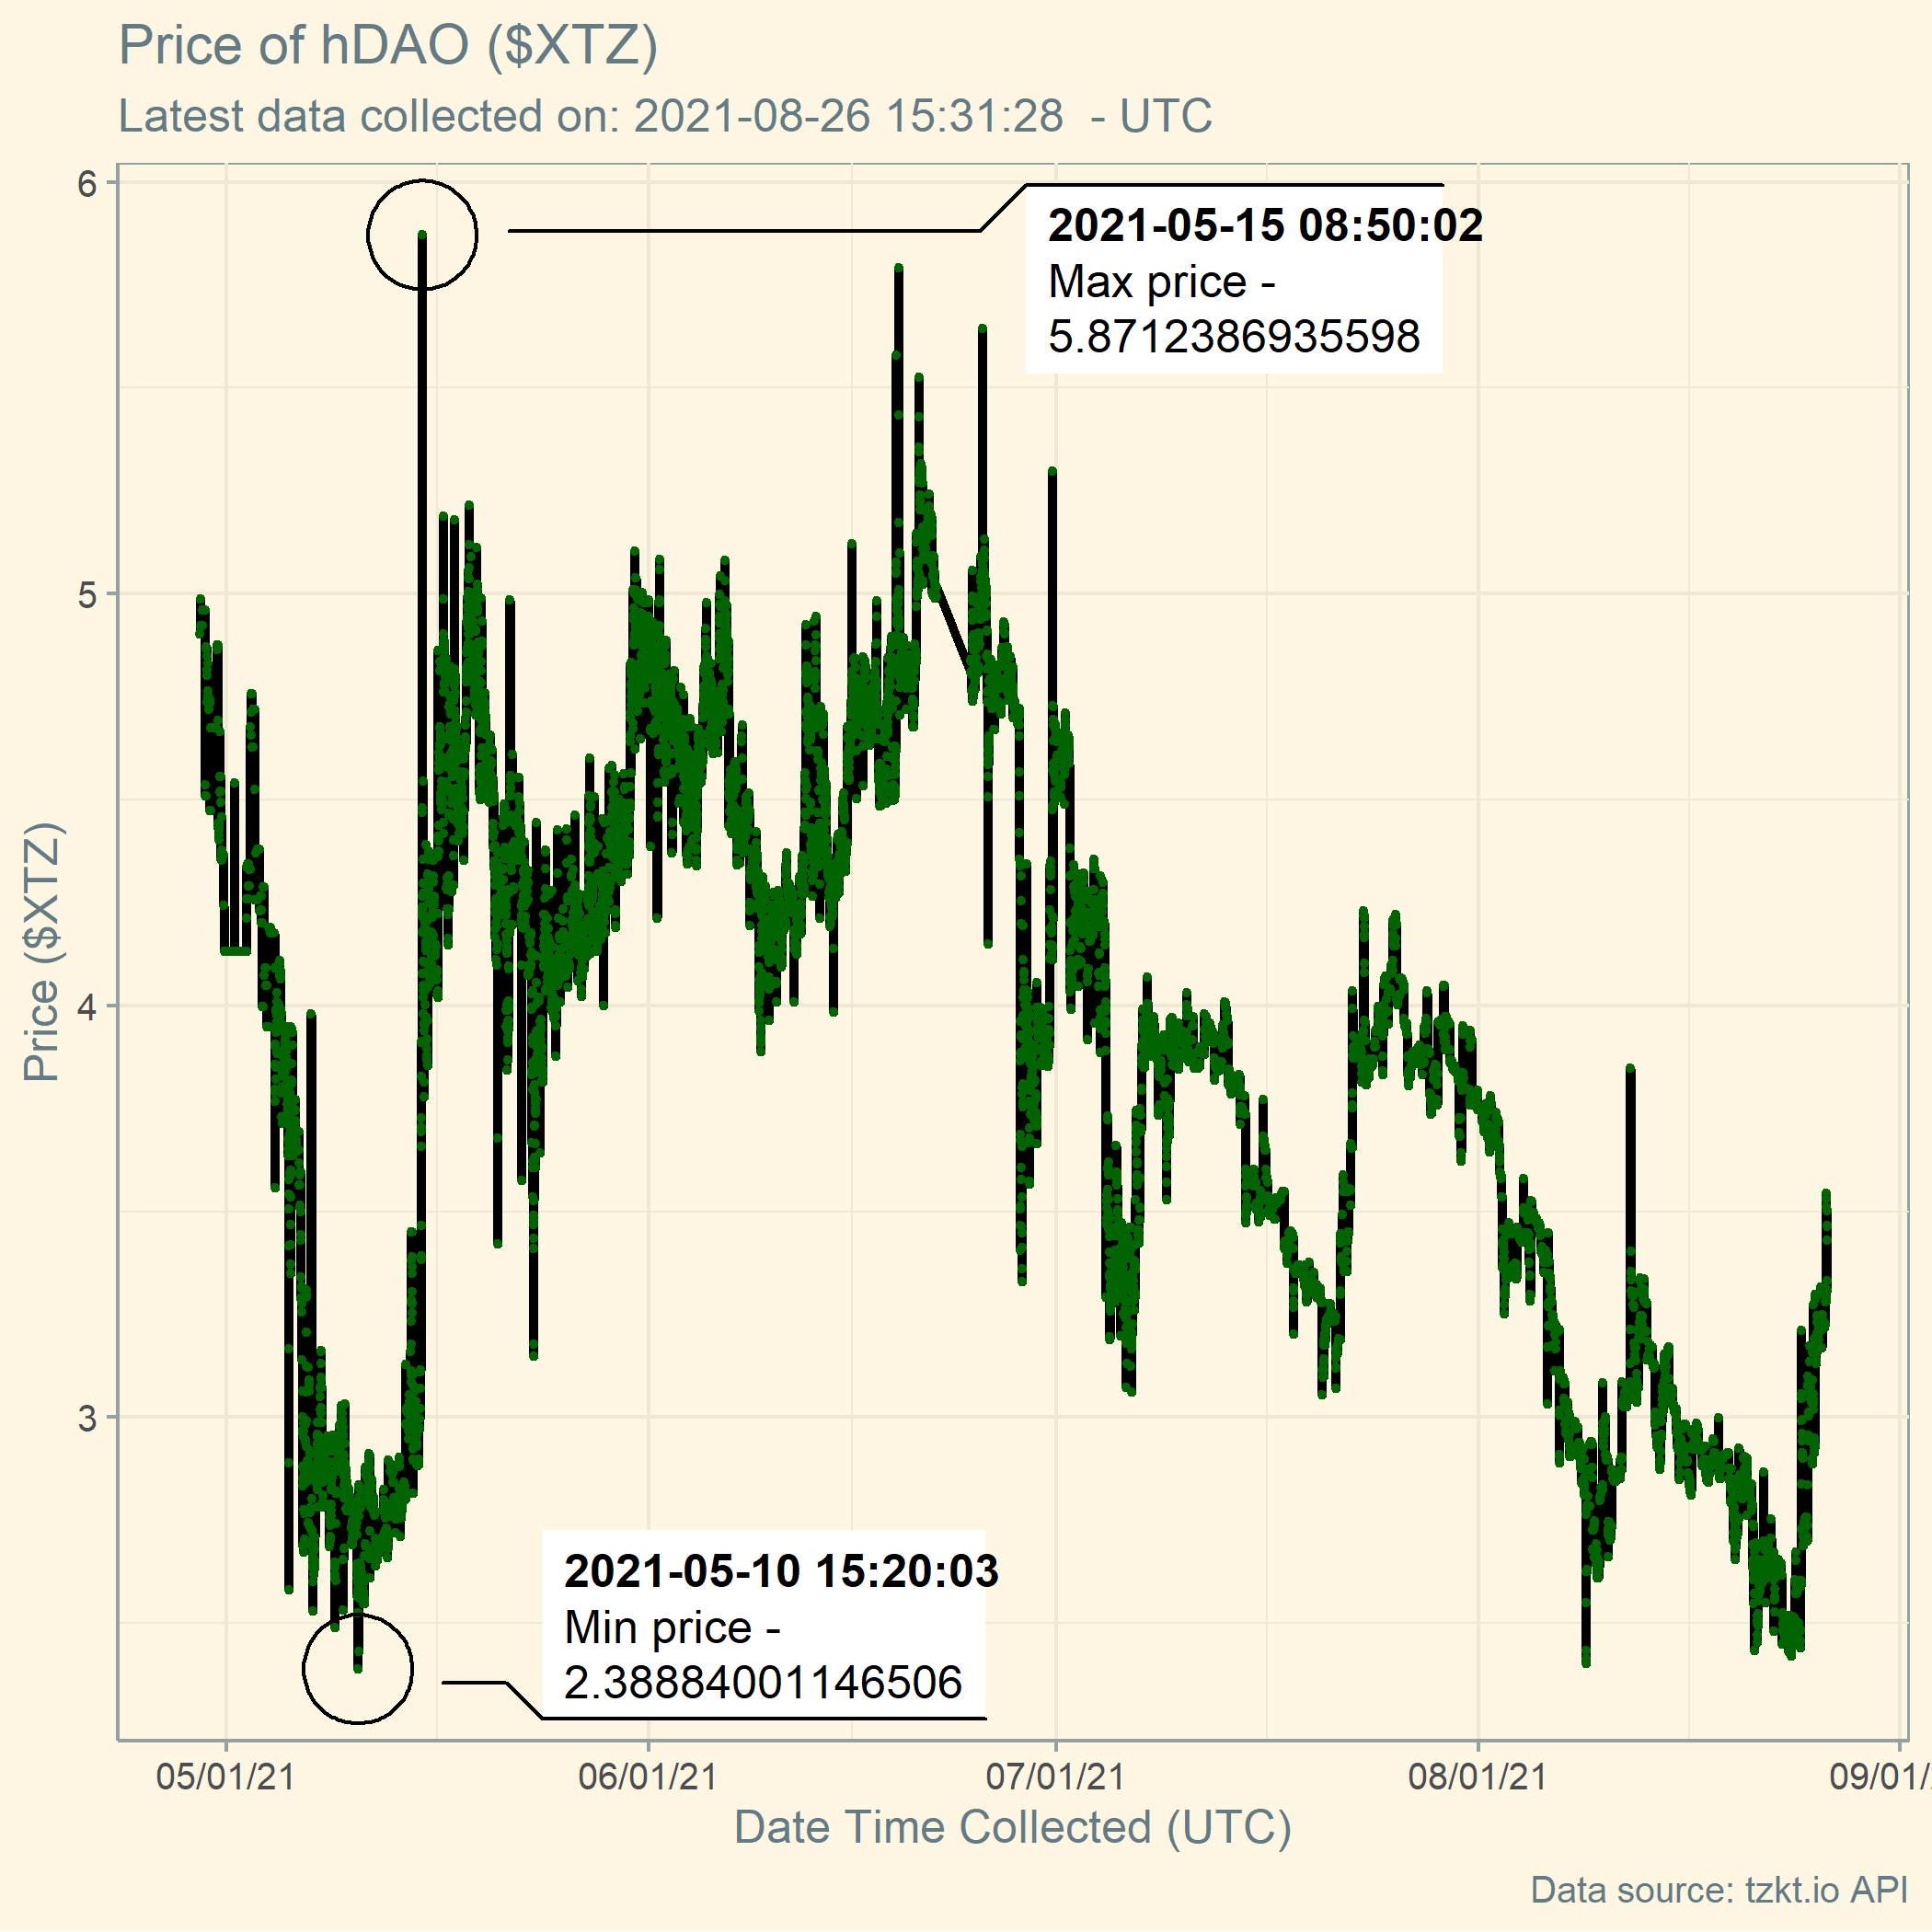 Price of hDAO ($XTZ)
Latest data collected on: 2021-08-26 15:31:28  - UTC
6
2021-05-15 08:50:02
Max price -
5.8712386935598
5
Price ($XTZ)
4
3
2021-05-10 15:20:03
Min price -
2.38884001146506
05/01/21 06/01/21 07/01/21 08/01/21 09/01/
Date Time Collected (UTC)
Data source: tzkt.io API